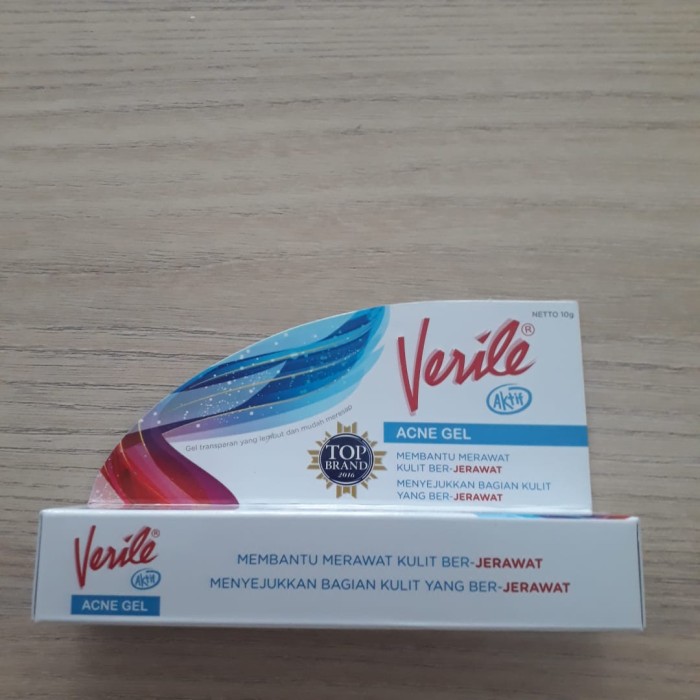 NETTO 10g
Verile®
Aktif
ACNE GEL
Gel transparan yang lembut dan mudah meresap
TOP
BRAND
2016
MEMBANTU MERAWAT
KULIT BER-JERAWAT
MENYEJUKKAN BAGIAN KULIT
YANG BER-JERAWAT
Verile
Aktif
ACNE GEL
MEMBANTU MERAWAT KULIT BER-JERAWAT
MENYEJUKKAN BAGIAN KULIT YANG BER-JERAWAT